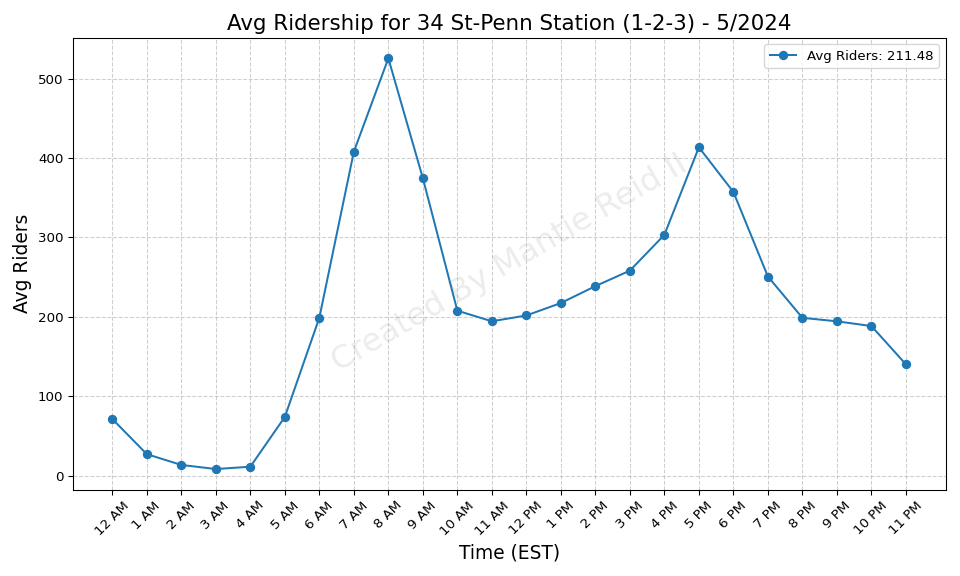 Avg Ridership for 34 St-Penn Station (1-2-3) - 5/2024
Avg Riders: 211.48
500
400
300
200
100
0
Avg Riders
Created By Mantie Reid II
12 AM
1 AM
2 AM
3 AM
4 AM
5 AM
6 AM
7 AM
8 AM
9 AM
10 AM
11 AM
12 PM
1 PM
2 PM
3 PM
4 PM
5 PM
6 PM
7 PM
8 PM
9 PM
10 PM
11 PM
Time (EST)